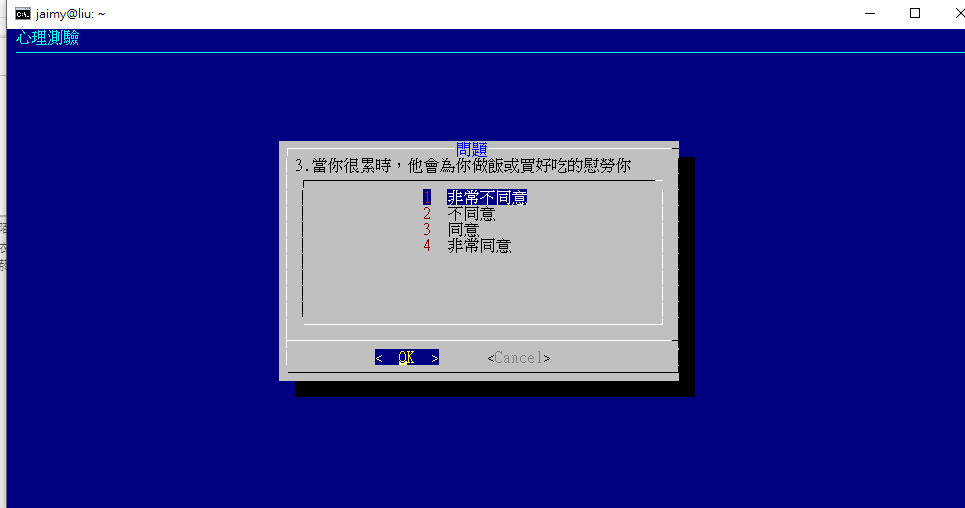 jaimy@liu: ~
心理測驗
問題
3.當你很累時，他會為你做飯或買好吃的慰勞你
1 非常不同意
2 不同意
3 同意
4 非常同意
< OK > <Cancel>